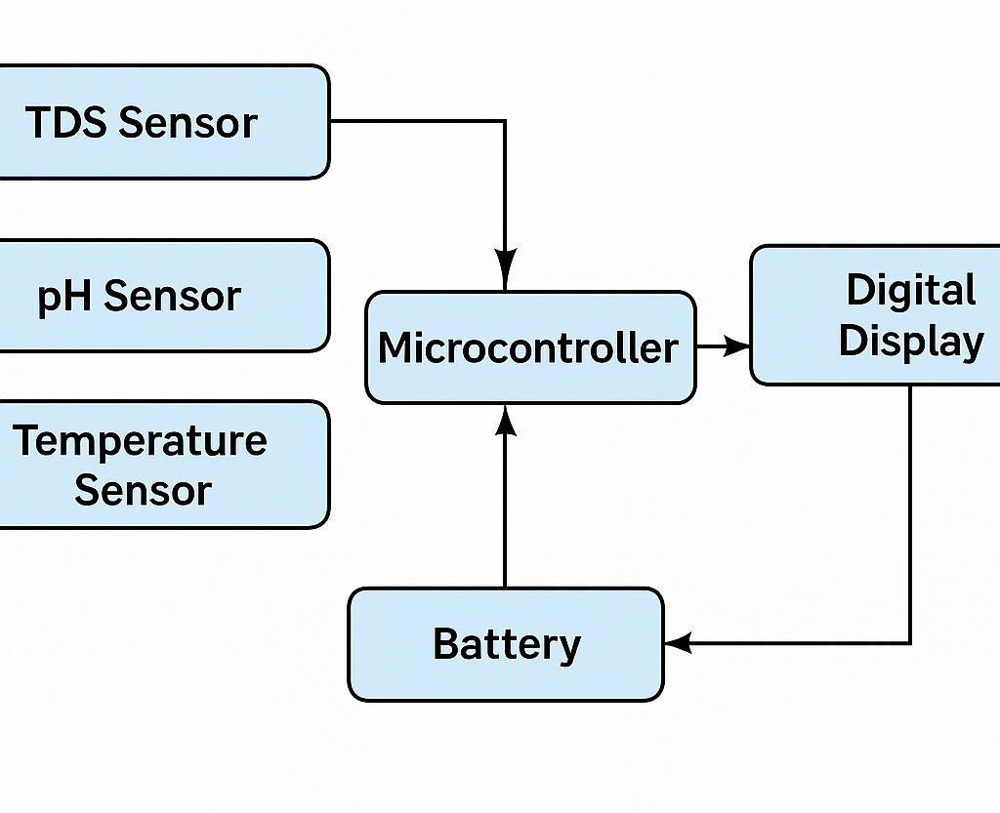 TDS Sensor
pH Sensor
Temperature
Sensor
Microcontroller
Digital
Display
Battery